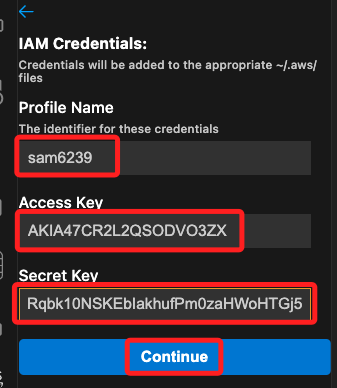 IAM Credentials:
Credentials will be added to the appropriate ~/.aws/
files
Profile Name
The identifier for these credentials
sam6239
Access Key
AKIA47CR2L2QSODVO3ZX
Secret Key
Rqbk10NSKEbIakhufPm0zaHWoHTGj5
Continue